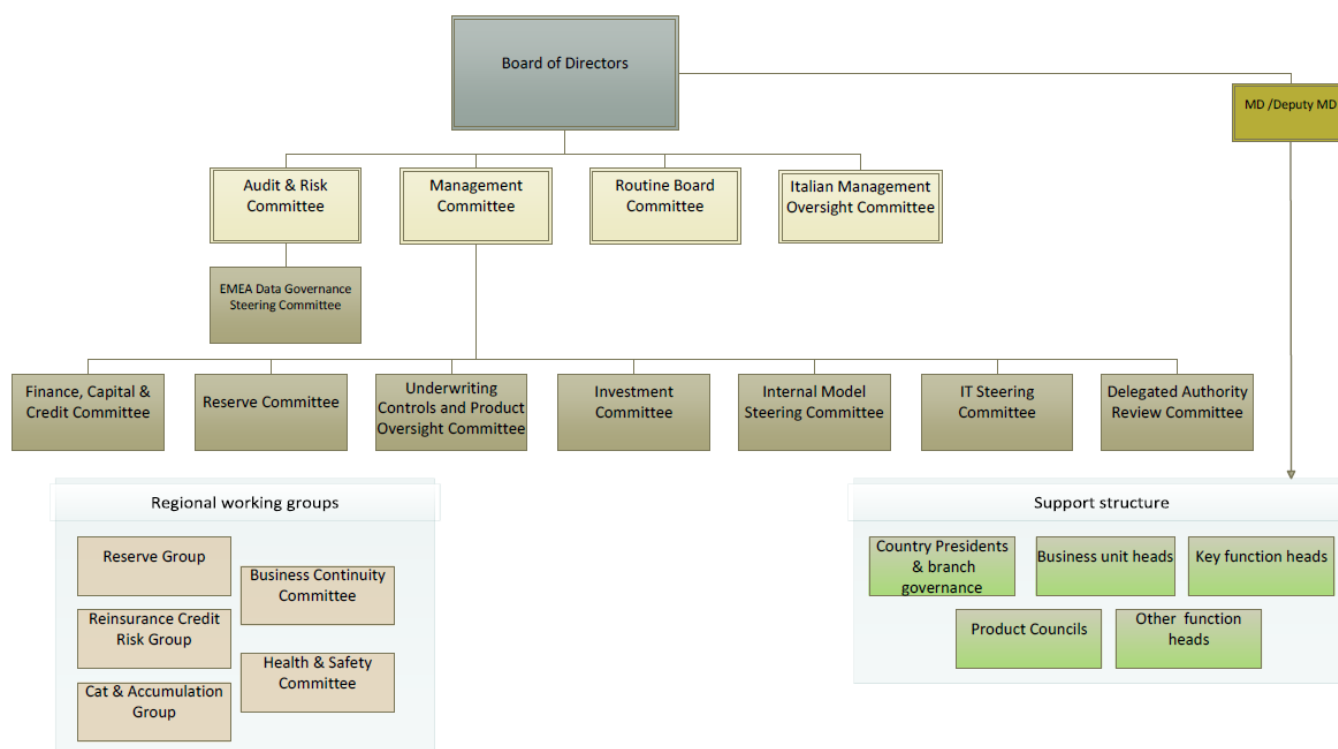 Board of Directors
MD /Deputy MD
Audit & Risk
Committee
Management
Committee
Routine Board
Committee
Italian Management
Oversight Committee
EMEA Data Governance
Steering Committee
Finance, Capital &
Credit Committee
Reserve Committee
Underwriting
Controls and Product
Oversight Committee
Investment
Committee
Internal Model
Steering Committee
IT Steering
Committee
Delegated Authority
Review Committee
Regional working groups
Reserve Group
Business Continuity
Committee
Reinsurance Credit
Risk Group
Health & Safety
Committee
Cat & Accumulation
Group
Support structure
Country Presidents
& branch
governance
Business unit heads
Key function heads
Product Councils
Other function
heads